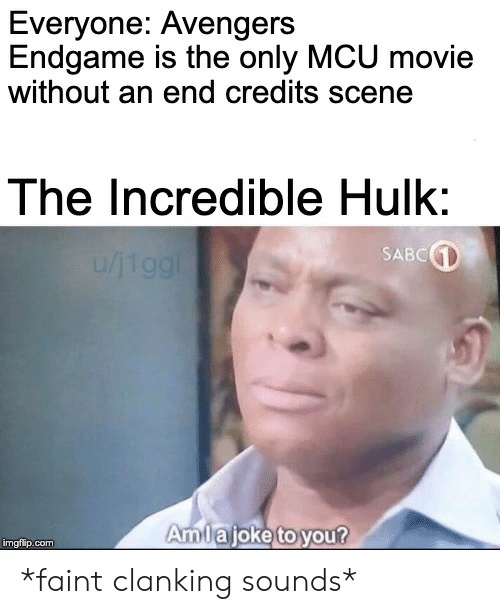 Everyone: Avengers
Endgame is the only MCU movie
without an end credits scene
The Incredible Hulk:
u/j1ggl
SABC 1
Am I a joke to you?
imgflip.com
*faint clanking sounds*